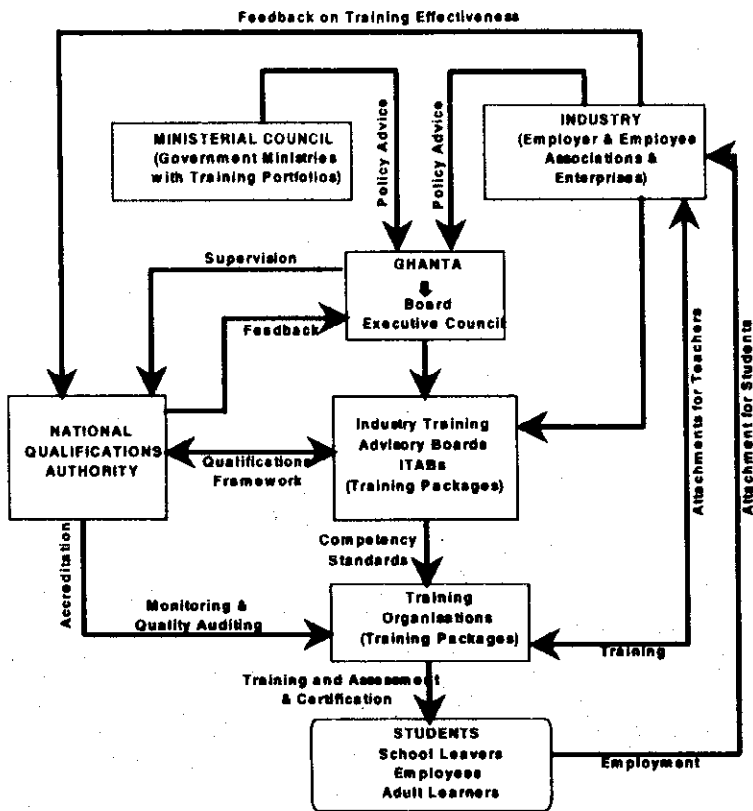 Feedback on Training Effectiveness
MINISTERIAL COUNCIL
(Government Ministries
with Training Portfolios)
Policy Advice
Policy Advice
INDUSTRY
(Employer & Employee
Associations &
Enterprises)
Supervision
GHANTA
Board
Executive Council
Feedback
NATIONAL
QUALIFICATIONS
AUTHORITY
Qualifications
Framework
Industry Training
Advisory Boards
ITABs
(Training Packages)
Attachments for Teachers
Attachment for Students
Competency
Standards
Accreditation
Monitoring &
Quality Auditing
Training
Organisations
(Training Packages)
Training
Training and Assessment
& Certification
STUDENTS
School Leavers
Employees
Adult Learners
Employment